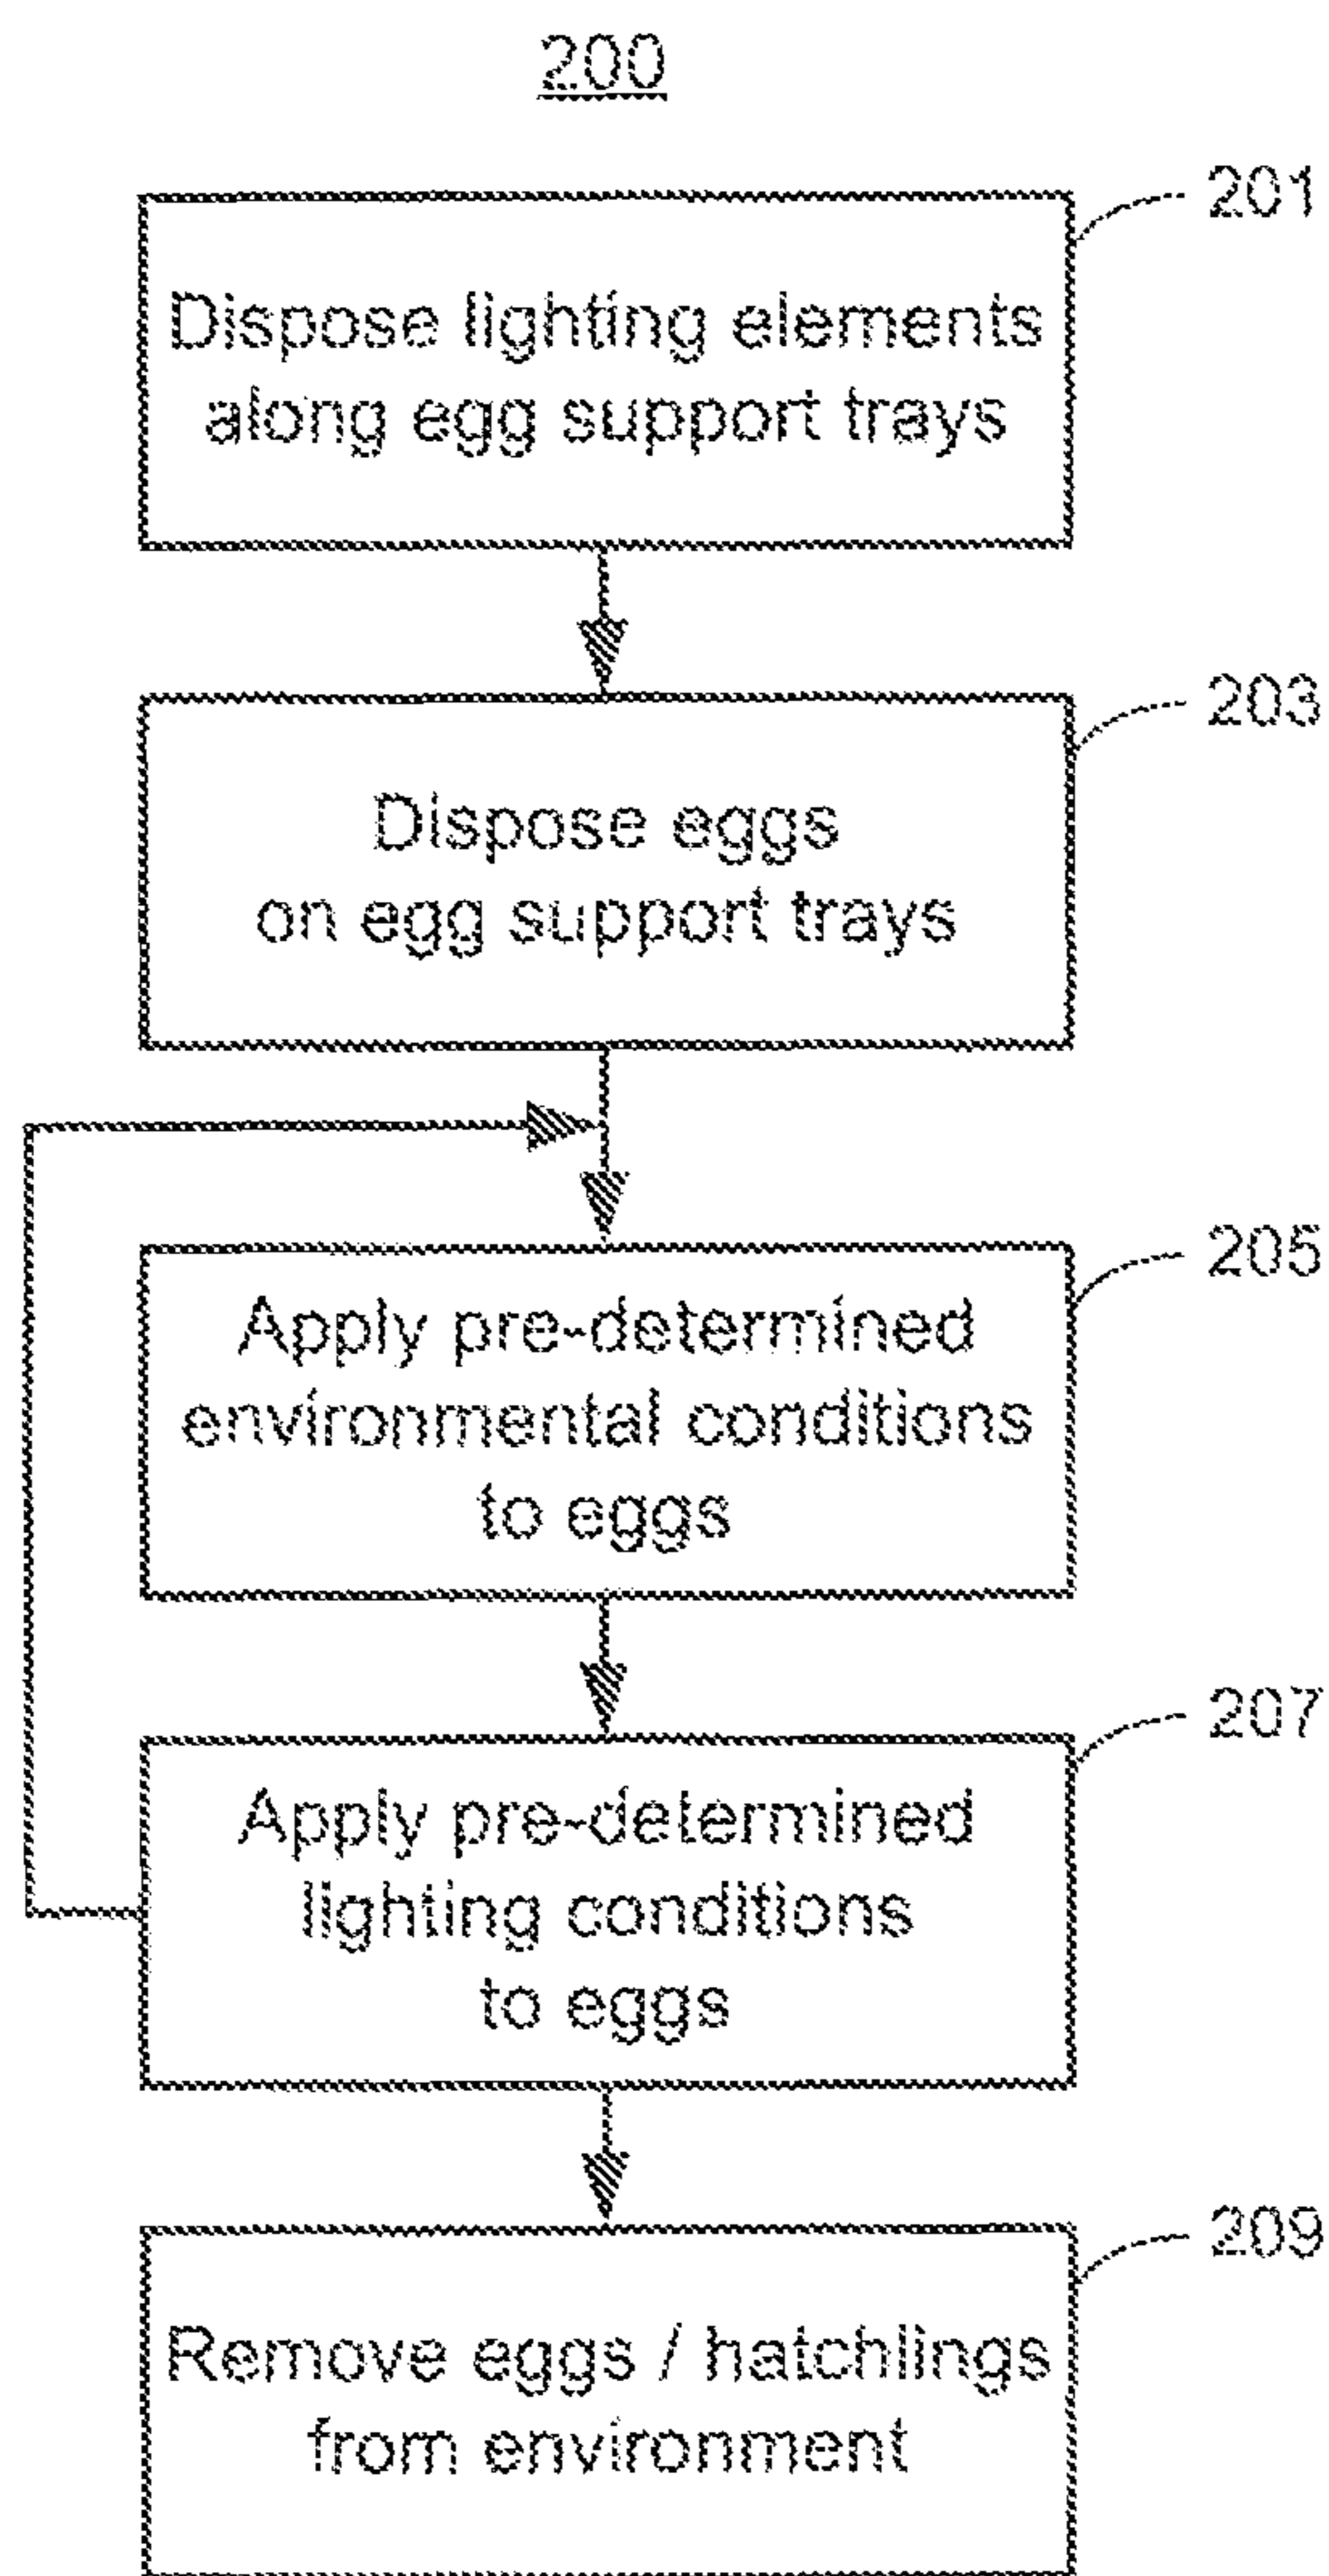 200
201
Dispose lighting elements
along egg support trays
203
Dispose eggs
on egg support trays
205
Apply pre-determined
environmental conditions
to eggs
207
Apply pre-determined
lighting conditions
to eggs
209
Remove eggs / hatchlings
from environment